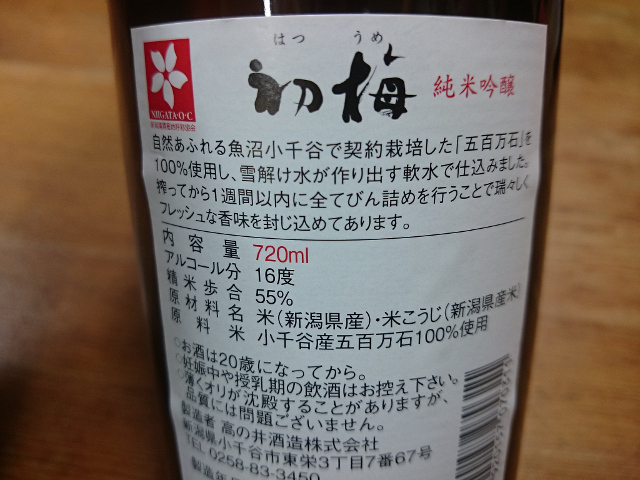 はつ うめ
初梅 純米吟醸
NIIGATA・O・C
自然あふれる魚沼小千谷で契約栽培した「五百万石」を
100%使用し、雪解け水が作り出す軟水で仕込みました。
搾ってから1週間以内に全てびん詰めを行うことで瑞々しく
フレッシュな香味を封じ込めてあります。
内容量 720ml
アルコール分 16度
精米歩合 55%
原材料名 米(新潟県産)・米こうじ(新潟県産米)
原料米 小千谷産五百万石100%使用
○お酒は20歳になってから。
○妊娠中や授乳期の飲酒はお控え下さい。
○薄くオリが沈殿することがありますが、
品質には問題ございません。
製造者 高の井酒造株式会社
新潟県小千谷市東栄3丁目7番67号
TEL 0258-83-3450